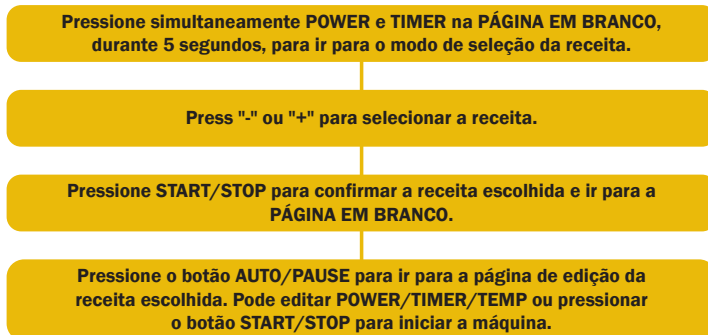 Pressione simultaneamente POWER e TIMER na PÁGINA EM BRANCO,
durante 5 segundos, para ir para o modo de seleção da receita.
Press "-" ou "+" para selecionar a receita.
Pressione START/STOP para confirmar a receita escolhida e ir para a
PÁGINA EM BRANCO.
Pressione o botão AUTO/PAUSE para ir para a página de edição da
receita escolhida. Pode editar POWER/TIMER/TEMP ou pressionar
o botão START/STOP para iniciar a máquina.